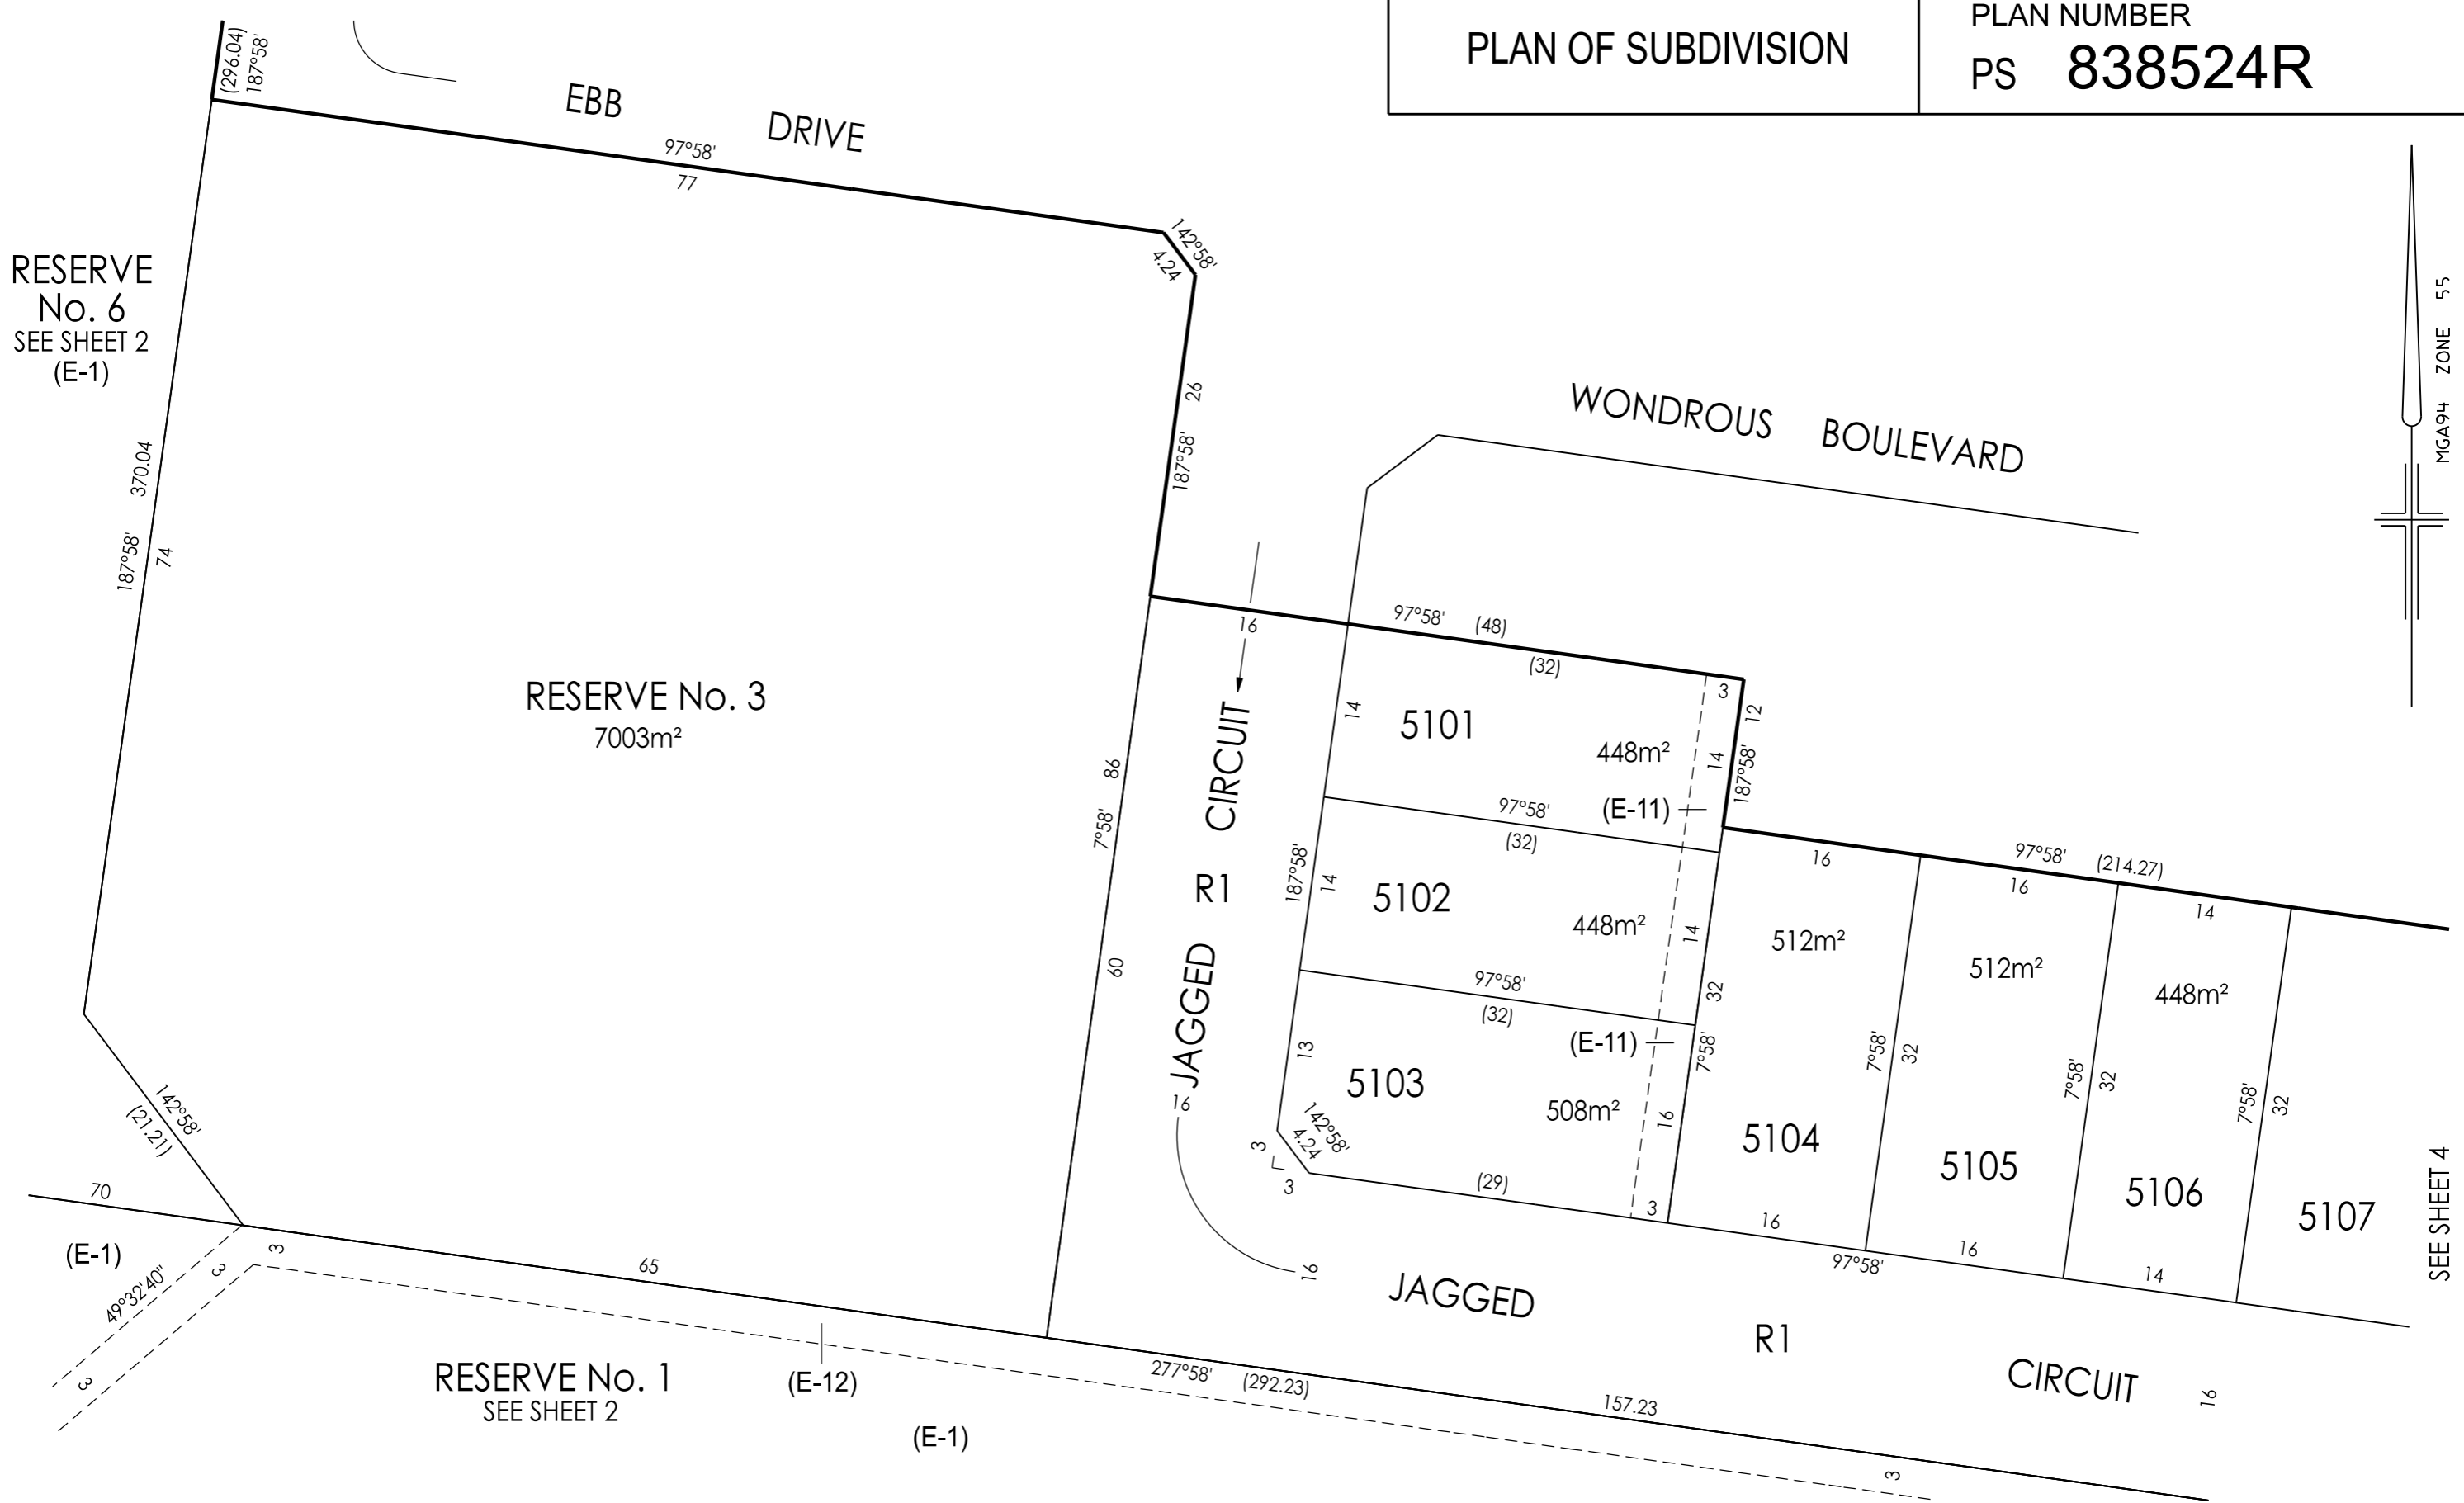 PLAN OF SUBDIVISION
PLAN NUMBER
PS 838524R
(296.04)
187°58'
EBB DRIVE
97°58'
77
142°58'
4.24
RESERVE
No. 6
SEE SHEET 2
(E-1)
370.04
187°58'
74
26
187°58'
WONDROUS BOULEVARD
MGA94 ZONE 55
RESERVE No. 3
7003m²
16
97°58' (48)
(32)
3
12
187°58'
14
5101
448m²
14
(E-11)
97°58'
(32)
86
7°58'
60
JAGGED R1 CIRCUIT
187°58'
14
5102
448m²
14
97°58'
(32)
13
5103
508m²
(E-11)
16
142°58'
4.24
3
3
(29)
3
16
16
32
7°58'
16
512m²
5104
16
7°58'
32
97°58' (214.27)
16
512m²
5105
16
7°58'
32
14
448m²
5106
14
7°58'
32
5107
SEE SHEET 4
97°58'
142°58'
(21.21)
70
(E-1)
49°32'40"
3
3
3
65
RESERVE No. 1
SEE SHEET 2
(E-12)
(E-1)
277°58' (292.23)
157.23
3
JAGGED R1 CIRCUIT
16